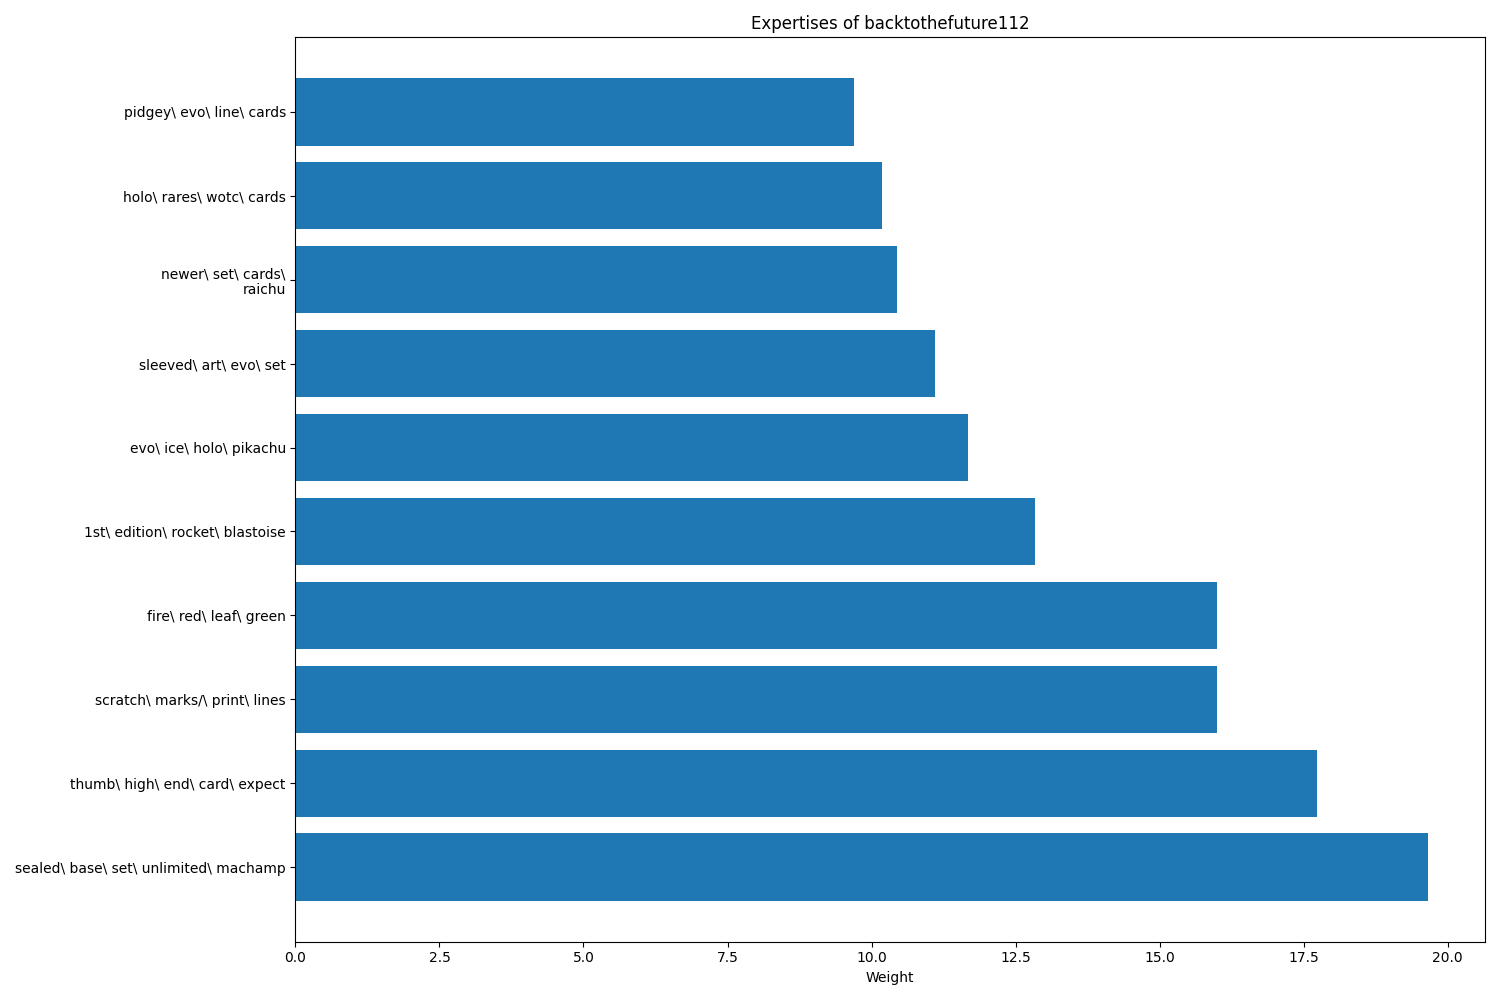 Expertises of backtothefuture112
pidgey\ evo\ line\ cards
holo\ rares\ wotc\ cards
newer\ set\ cards\
raichu
sleeved\ art\ evo\ set
evo\ ice\ holo\ pikachu
1st\ edition\ rocket\ blastoise
fire\ red\ leaf\ green
scratch\ marks/\ print\ lines
thumb\ high\ end\ card\ expect
sealed\ base\ set\ unlimited\ machamp
0.0 2.5 5.0 7.5 10.0 12.5 15.0 17.5 20.0
Weight